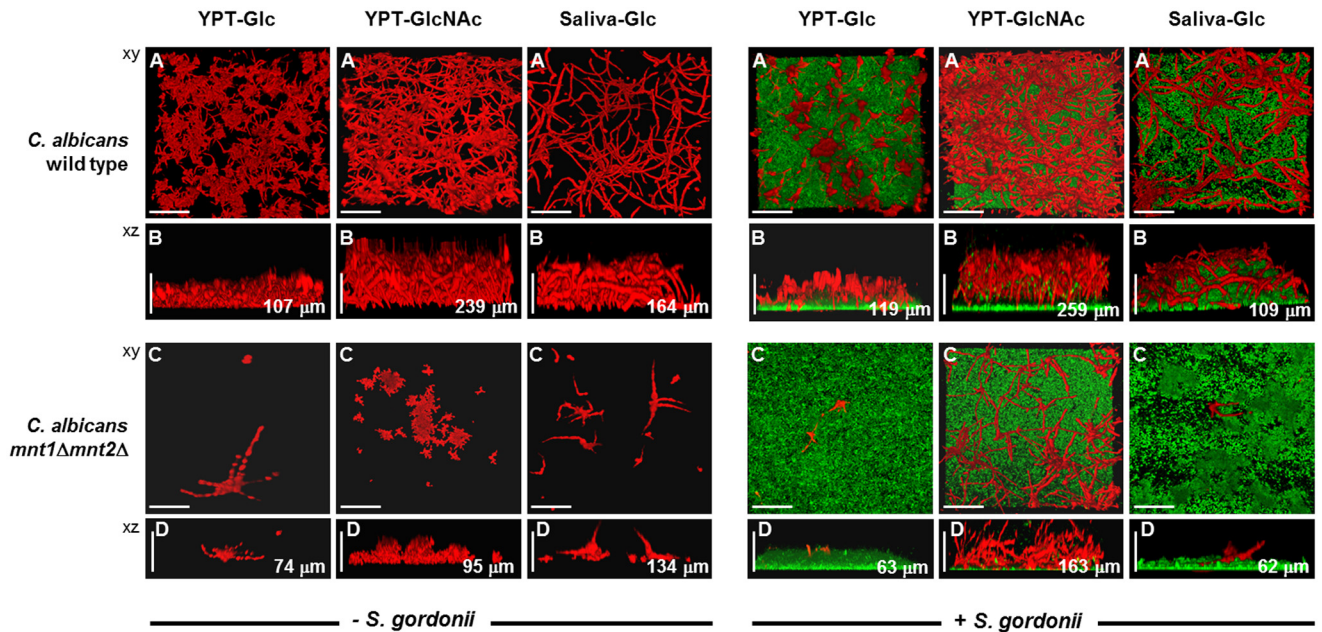 YPT-Glc YPT-GlcNAc Saliva-Glc YPT-Glc YPT-GlcNAc Saliva-Glc
xy A A A A A A
C. albicans
wild type
xz B B B B B B
107 µm 239 µm 164 µm 119 µm 259 µm 109 µm
xy C C C C C C
C. albicans
mnt1Δmnt2Δ
xz D D D D D D
74 µm 95 µm 134 µm 63 µm 163 µm 62 µm
- S. gordonii + S. gordonii